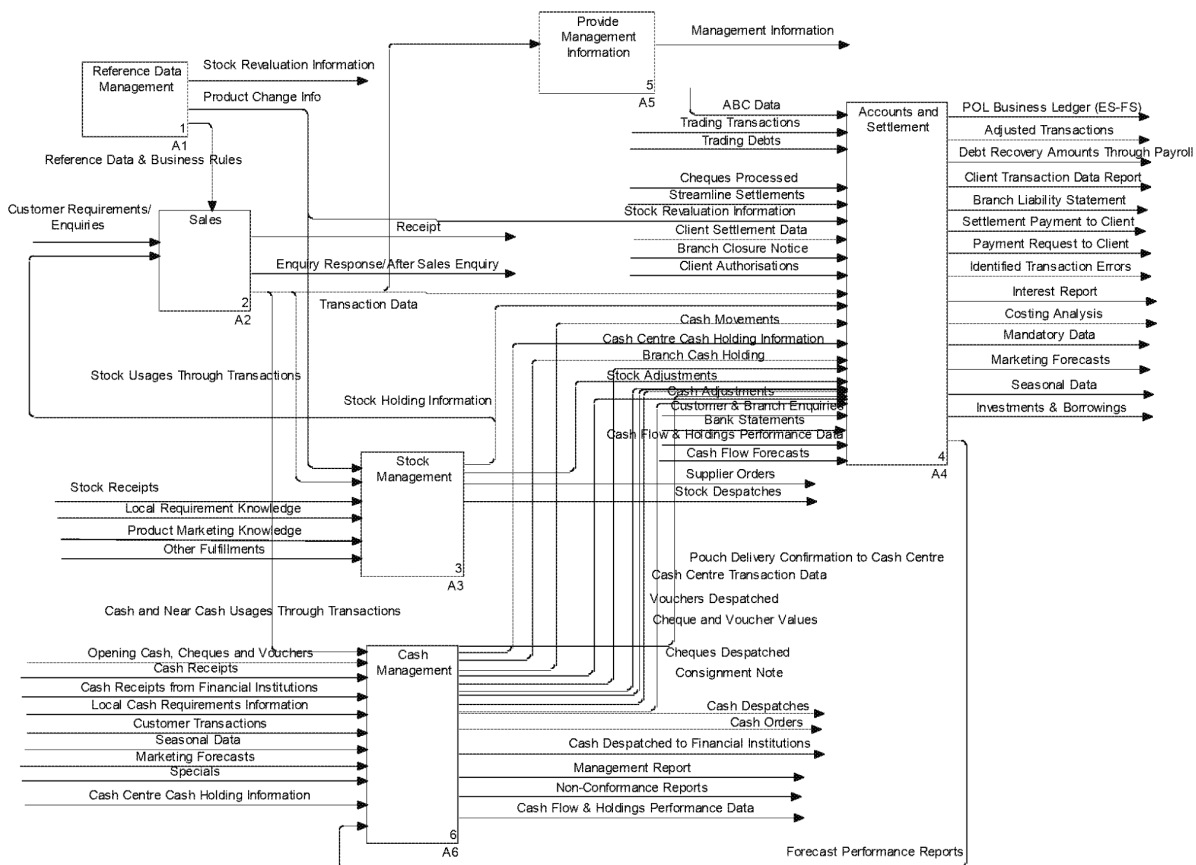 Provide
Management
Information
5
A5
Management Information
Reference Data
Management
1
A1
Stock Revaluation Information
Product Change Info
Reference Data & Business Rules
ABC Data
Trading Transactions
Trading Debts
Cheques Processed
Streamline Settlements
Stock Revaluation Information
Client Settlement Data
Branch Closure Notice
Client Authorisations
Accounts and
Settlement
4
A4
POL Business Ledger (ES-FS)
Adjusted Transactions
Debt Recovery Amounts Through Payroll
Client Transaction Data Report
Branch Liability Statement
Settlement Payment to Client
Payment Request to Client
Identified Transaction Errors
Interest Report
Costing Analysis
Mandatory Data
Marketing Forecasts
Seasonal Data
Investments & Borrowings
Customer Requirements/
Enquiries
Sales
2
A2
Receipt
Enquiry Response/After Sales Enquiry
Transaction Data
Cash Movements
Cash Centre Cash Holding Information
Branch Cash Holding
Stock Adjustments
Cash Adjustments
Customer & Branch Enquiries
Bank Statements
Cash Flow & Holdings Performance Data
Cash Flow Forecasts
Stock Usages Through Transactions
Stock Holding Information
Stock
Management
3
A3
Supplier Orders
Stock Despatches
Stock Receipts
Local Requirement Knowledge
Product Marketing Knowledge
Other Fulfillments
Pouch Delivery Confirmation to Cash Centre
Cash Centre Transaction Data
Vouchers Despatched
Cheque and Voucher Values
Cheques Despatched
Consignment Note
Cash and Near Cash Usages Through Transactions
Opening Cash, Cheques and Vouchers
Cash Receipts
Cash Receipts from Financial Institutions
Local Cash Requirements Information
Customer Transactions
Seasonal Data
Marketing Forecasts
Specials
Cash Centre Cash Holding Information
Cash
Management
6
A6
Cash Despatches
Cash Orders
Cash Despatched to Financial Institutions
Management Report
Non-Conformance Reports
Cash Flow & Holdings Performance Data
Forecast Performance Reports